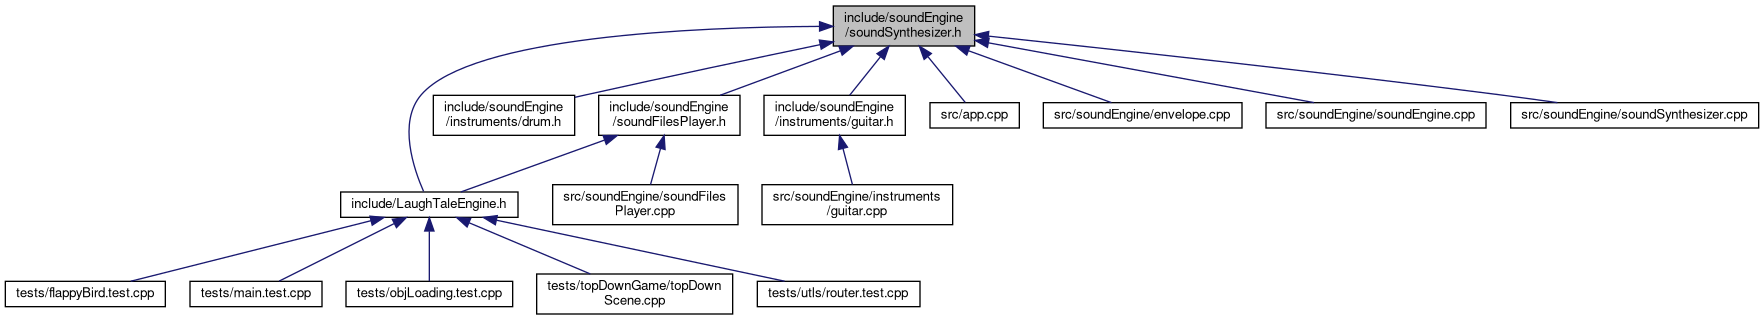 include/soundEngine
/soundSynthesizer.h
include/soundEngine
/instruments/drum.h
include/soundEngine
/soundFilesPlayer.h
include/soundEngine
/instruments/guitar.h
src/app.cpp
src/soundEngine/envelope.cpp
src/soundEngine/soundEngine.cpp
src/soundEngine/soundSynthesizer.cpp
include/LaughTaleEngine.h
src/soundEngine/soundFiles
Player.cpp
src/soundEngine/instruments
/guitar.cpp
tests/flappyBird.test.cpp
tests/main.test.cpp
tests/objLoading.test.cpp
tests/topDownGame/topDown
Scene.cpp
tests/utls/router.test.cpp